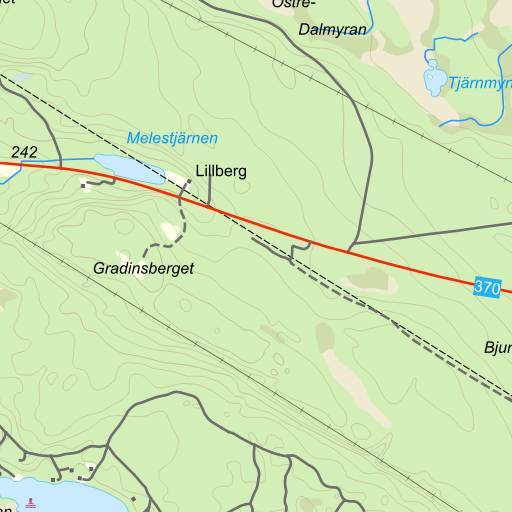 Östre-
Dalmyran
Tjärnmyr
Melestjärnen
242
Lillberg
Gradinsberget
370
Bjur